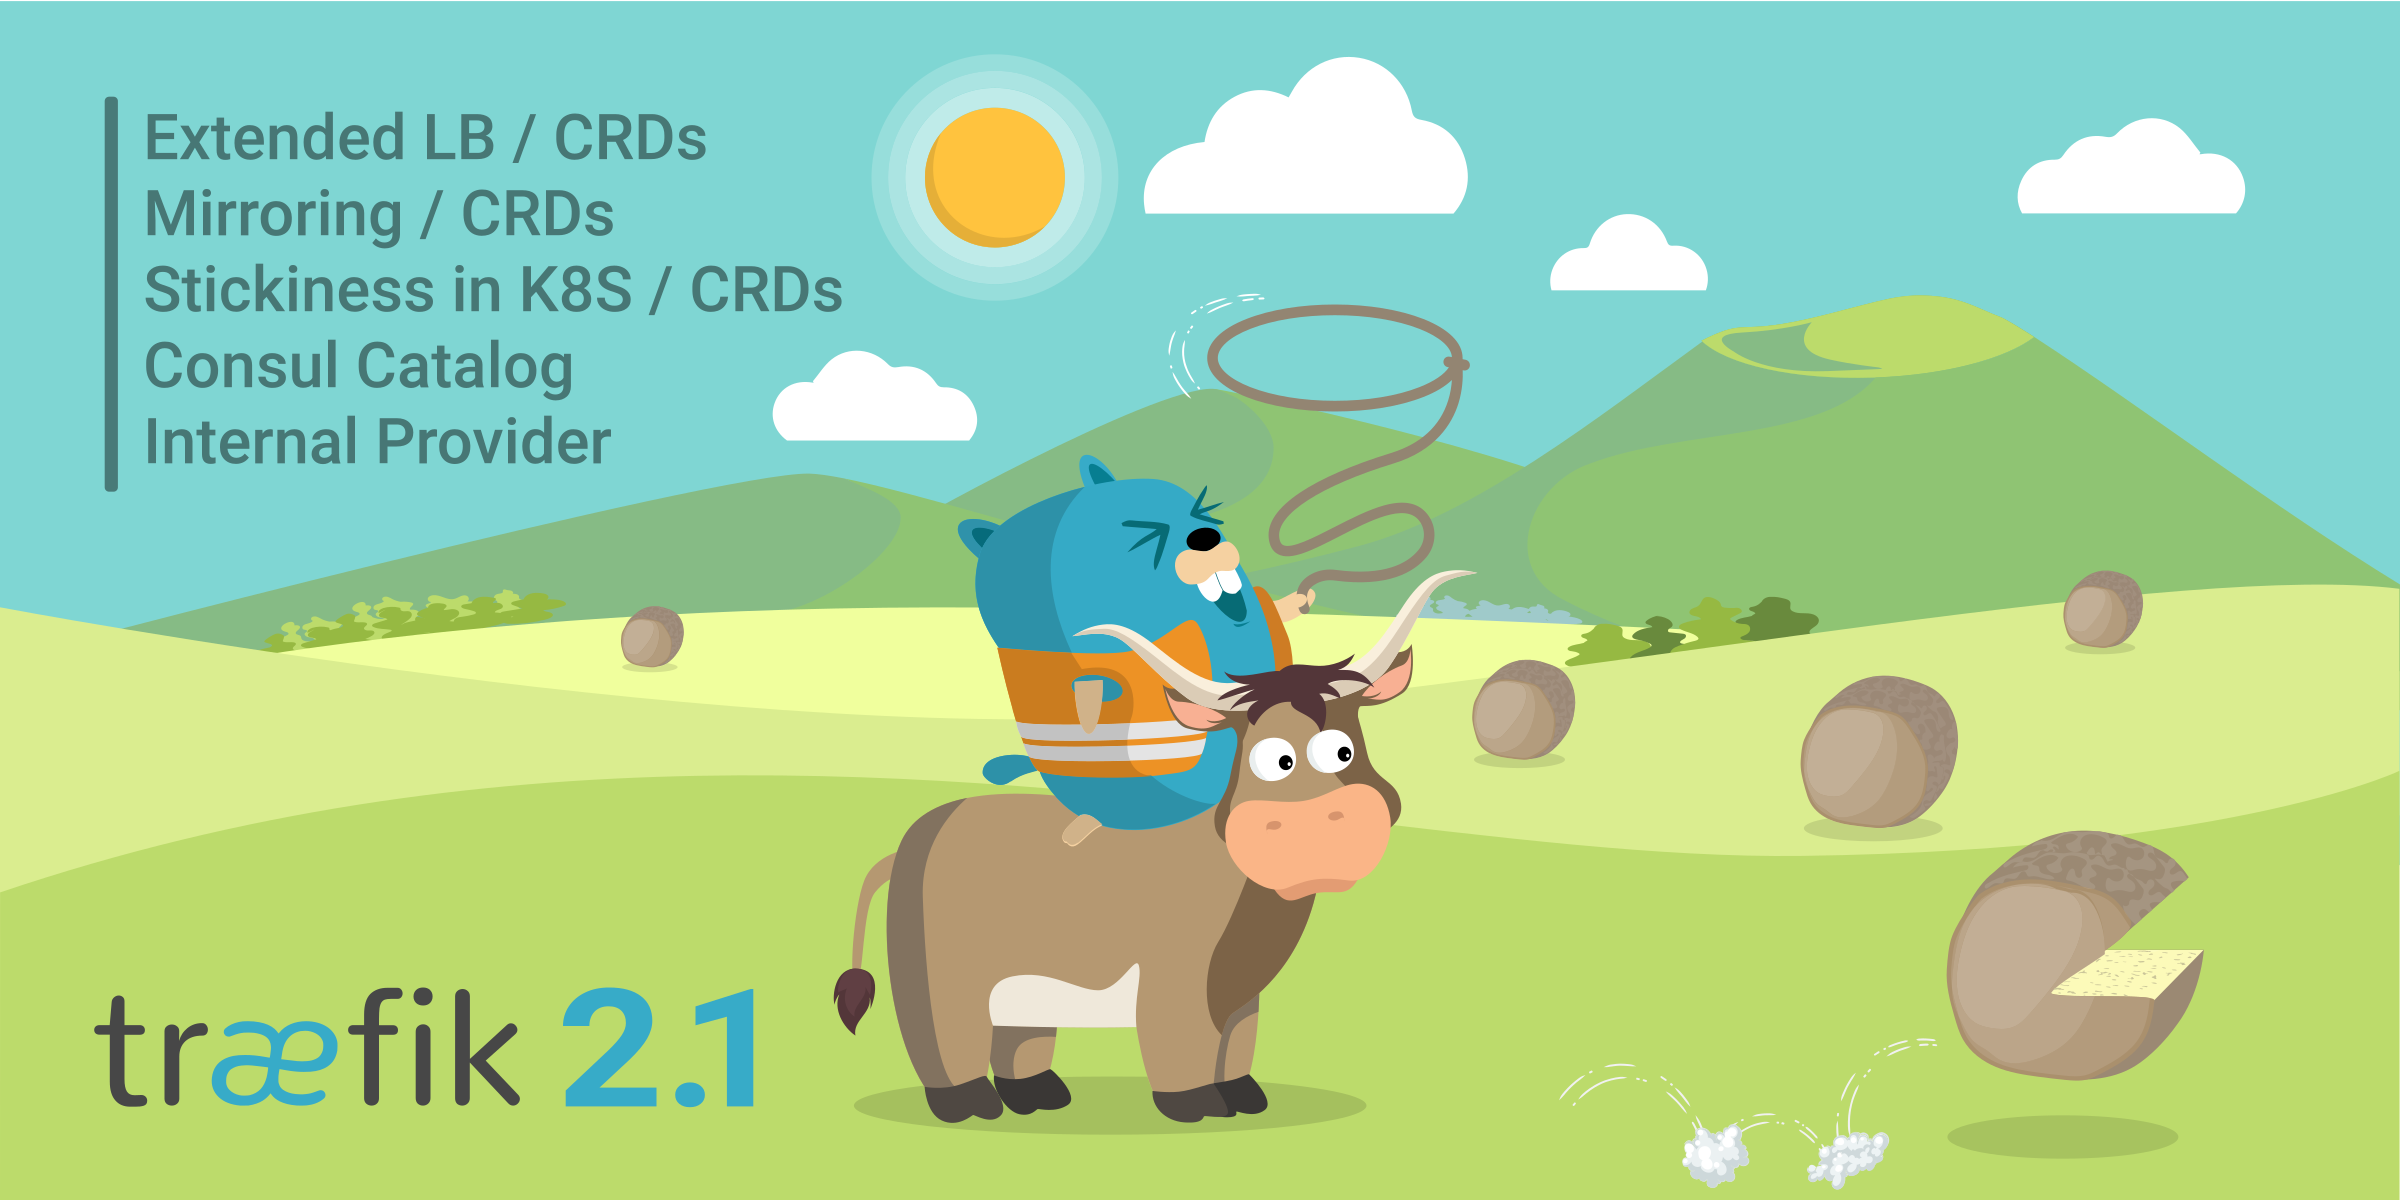 Extended LB / CRDs
Mirroring / CRDs
Stickiness in K8S / CRDs
Consul Catalog
Internal Provider
træfik 2.1